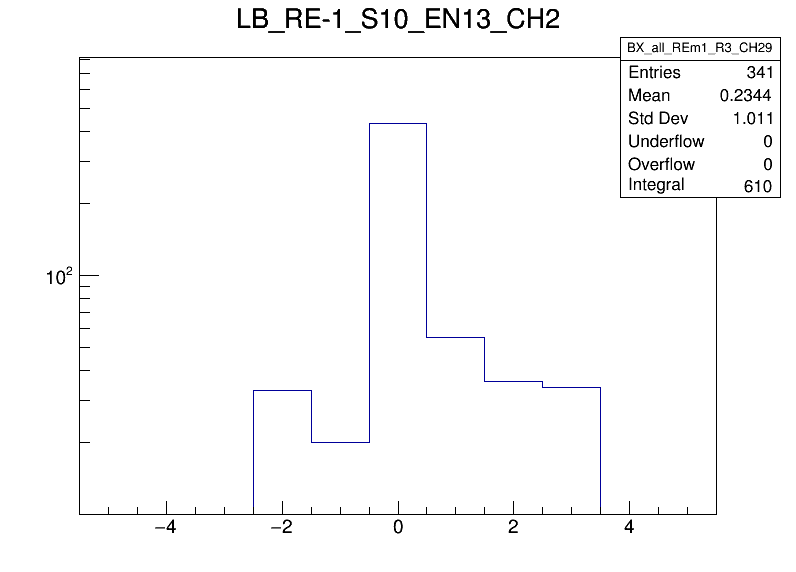 LB_RE-1_S10_EN13_CH2
BX_all_REm1_R3_CH29
Entries 341
Mean 0.2344
Std Dev 1.011
Underflow 0
Overflow 0
Integral 610
10²
−4 −2 0 2 4